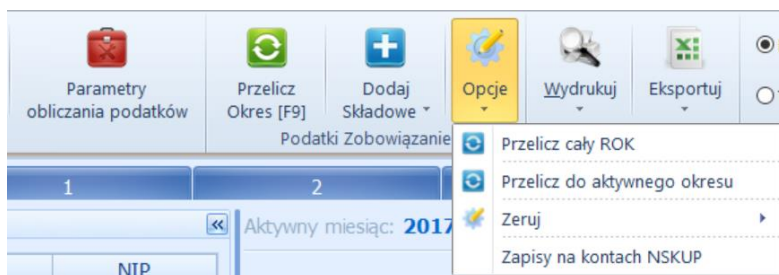 Parametry
obliczania podatków
Przelicz
Okres [F9]
Dodaj
Składowe
Opcje
Wydrukuj
Eksportuj
Podatki Zobowiązanie
Przelicz cały ROK
Przelicz do aktywnego okresu
Zeruj
Zapisy na kontach NSKUP
1
2
Aktywny miesiąc: 2017
NIP